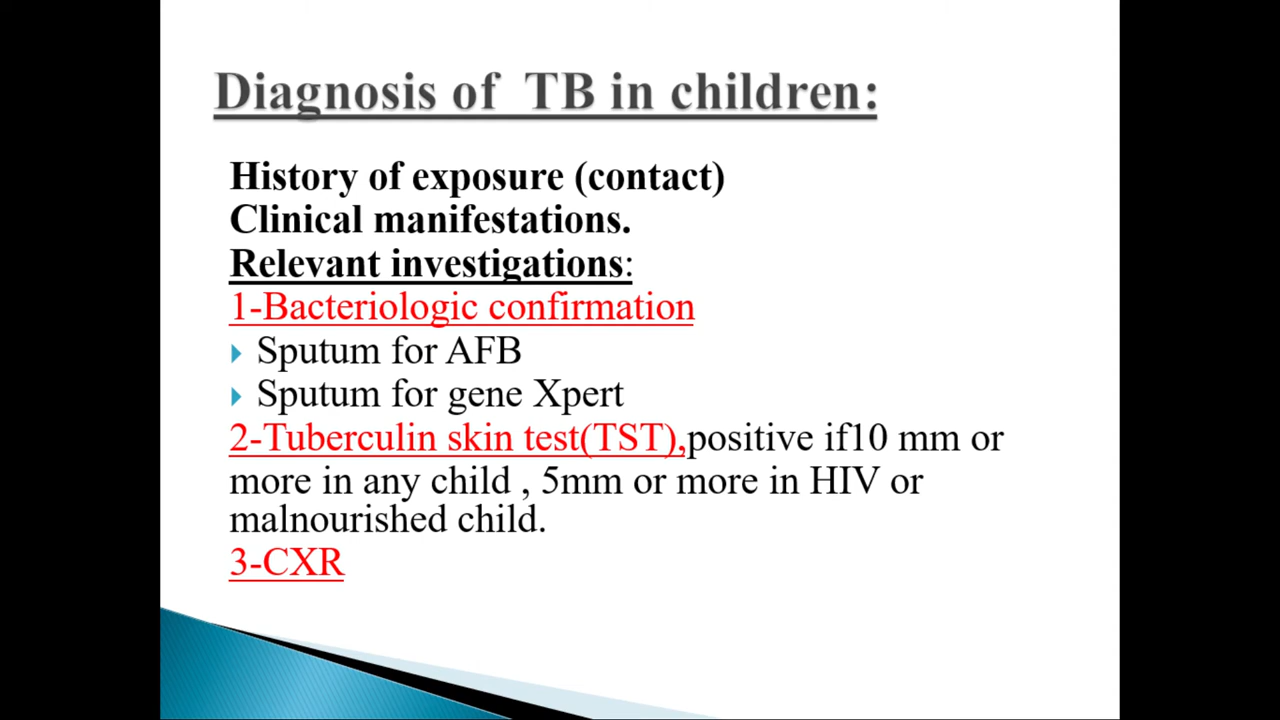 Diagnosis of TB in children:
History of exposure (contact)
Clinical manifestations.
Relevant investigations:
1-Bacteriologic confirmation
Sputum for AFB
Sputum for gene Xpert
2-Tuberculin skin test(TST),positive if10 mm or
more in any child , 5mm or more in HIV or
malnourished child.
3-CXR